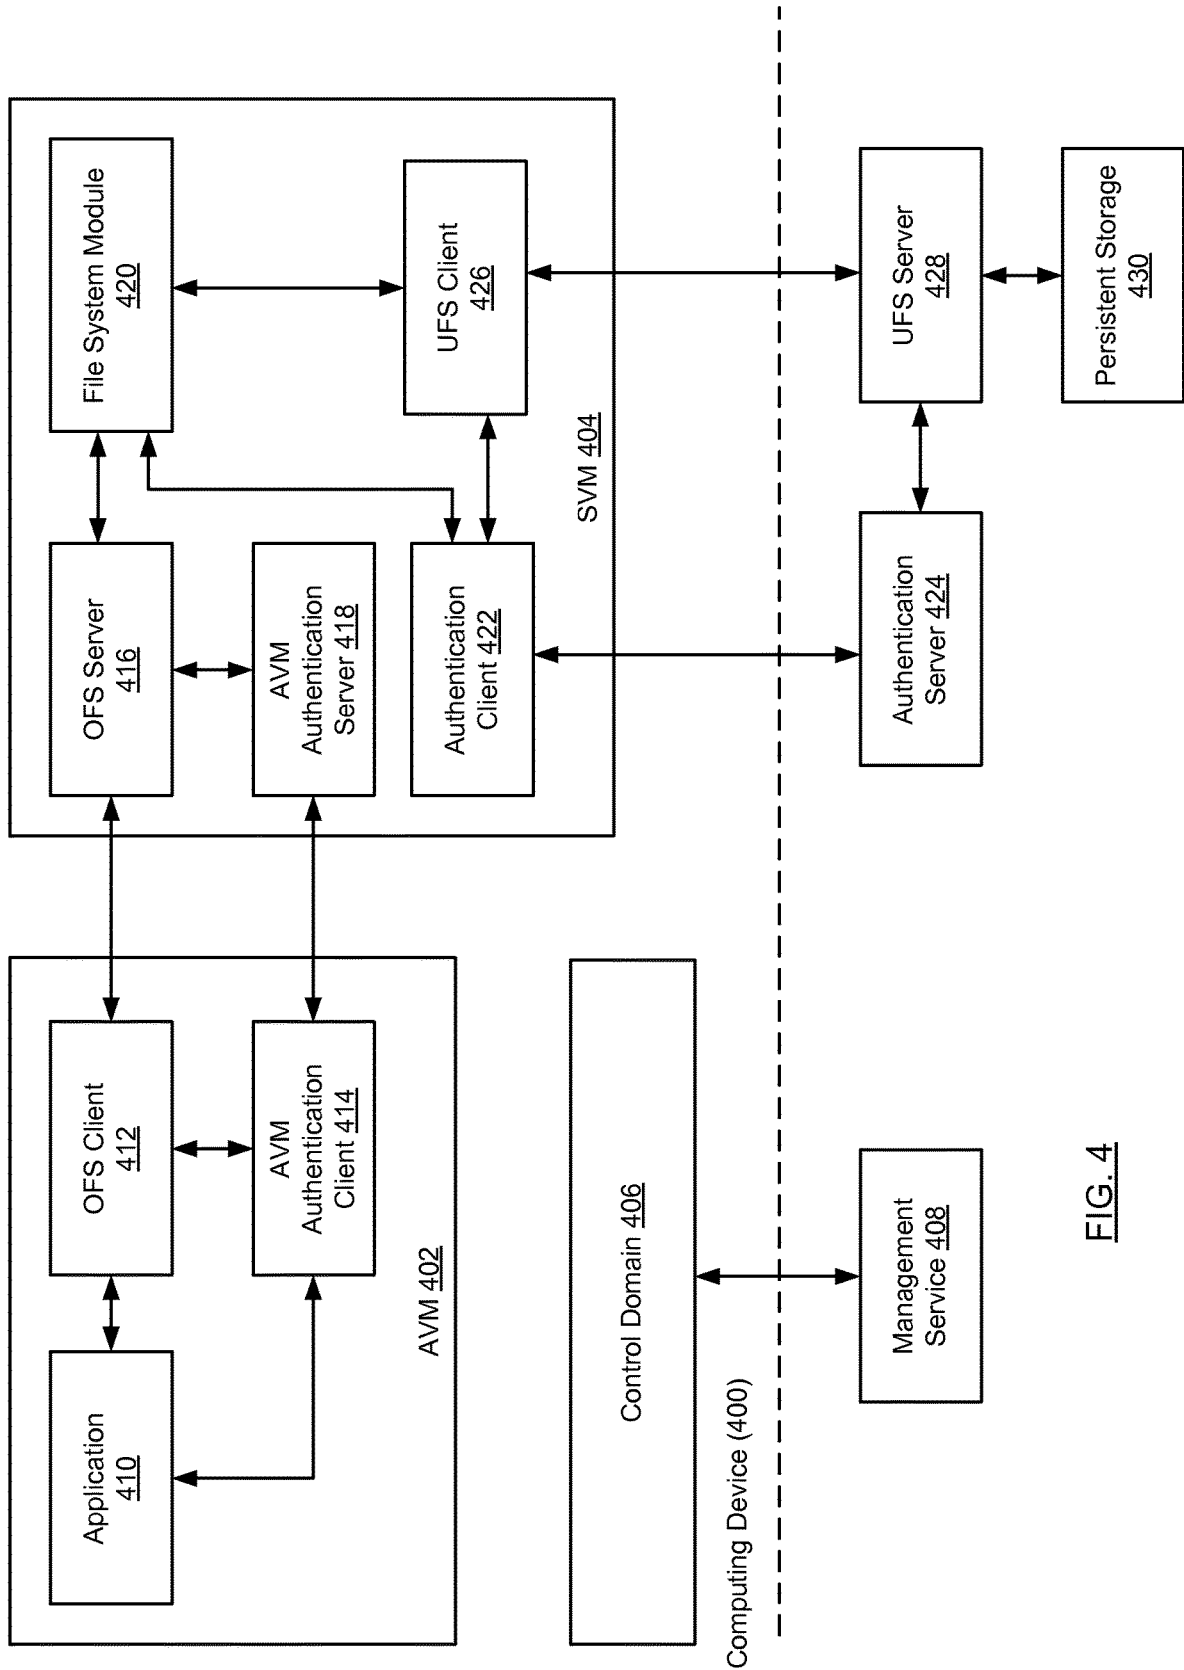 Application
410
OFS Client
412
AVM
Authentication
Client 414
AVM 402
OFS Server
416
File System Module
420
AVM
Authentication
Server 418
Authentication
Client 422
UFS Client
426
SVM 404
Control Domain 406
Computing Device (400)
Management
Service 408
Authentication
Server 424
UFS Server
428
Persistent Storage
430
FIG. 4